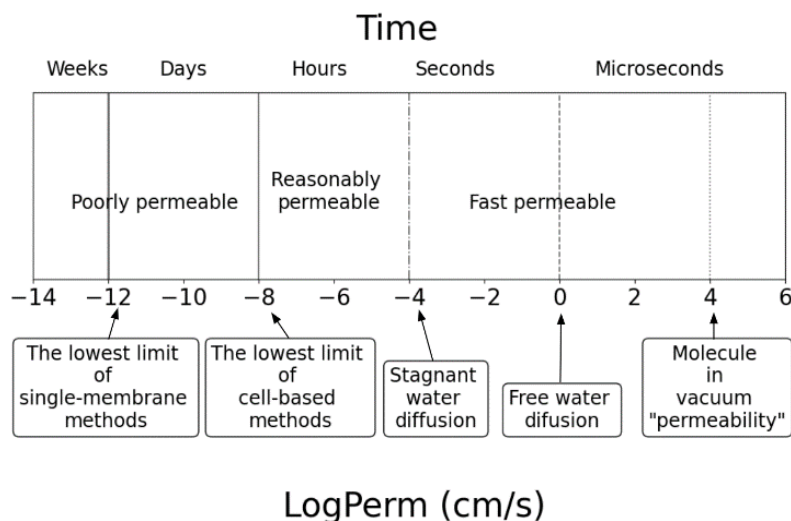 Time
Weeks Days Hours Seconds Microseconds
Poorly permeable
Reasonably
permeable
Fast permeable
−14 −12 −10 −8 −6 −4 −2 0 2 4 6
The lowest limit
of
single-membrane
methods
The lowest limit
of
cell-based
methods
Stagnant
water
diffusion
Free water
difusion
Molecule
in
vacuum
"permeability"
LogPerm (cm/s)